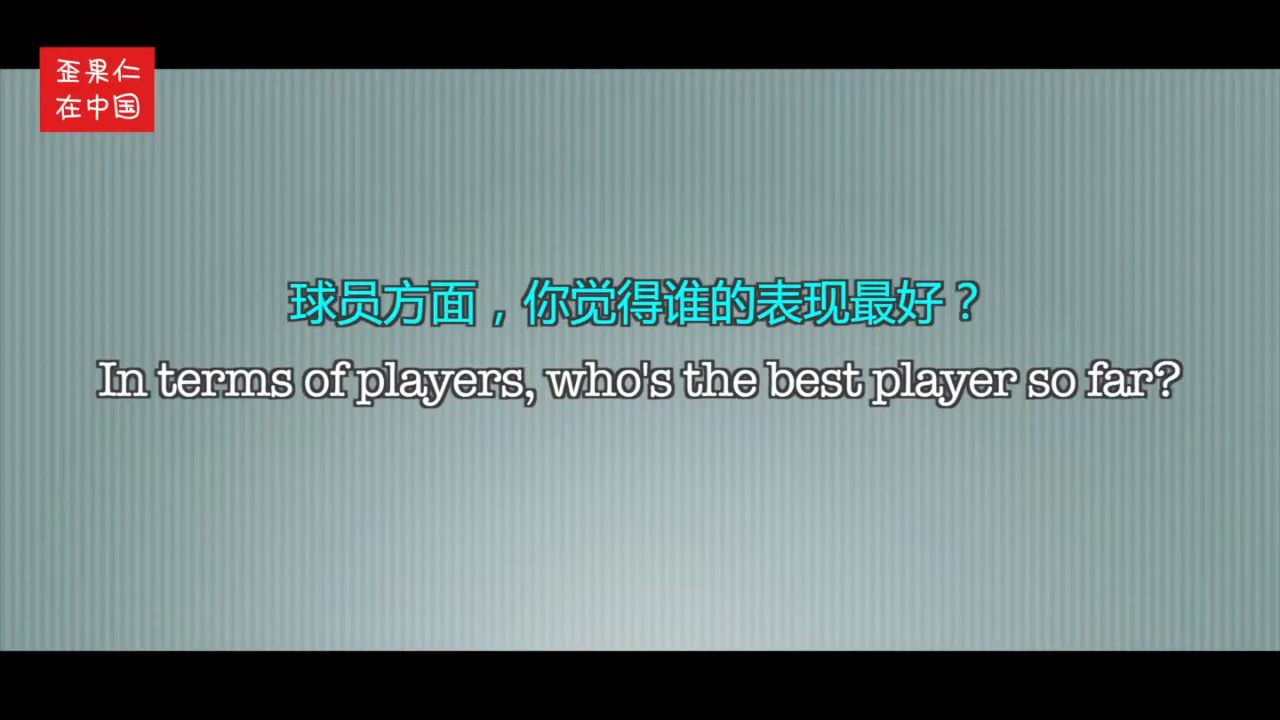 歪果仁
在中国
球员方面，你觉得谁的表现最好？
In terms of players, who's the best player so far?